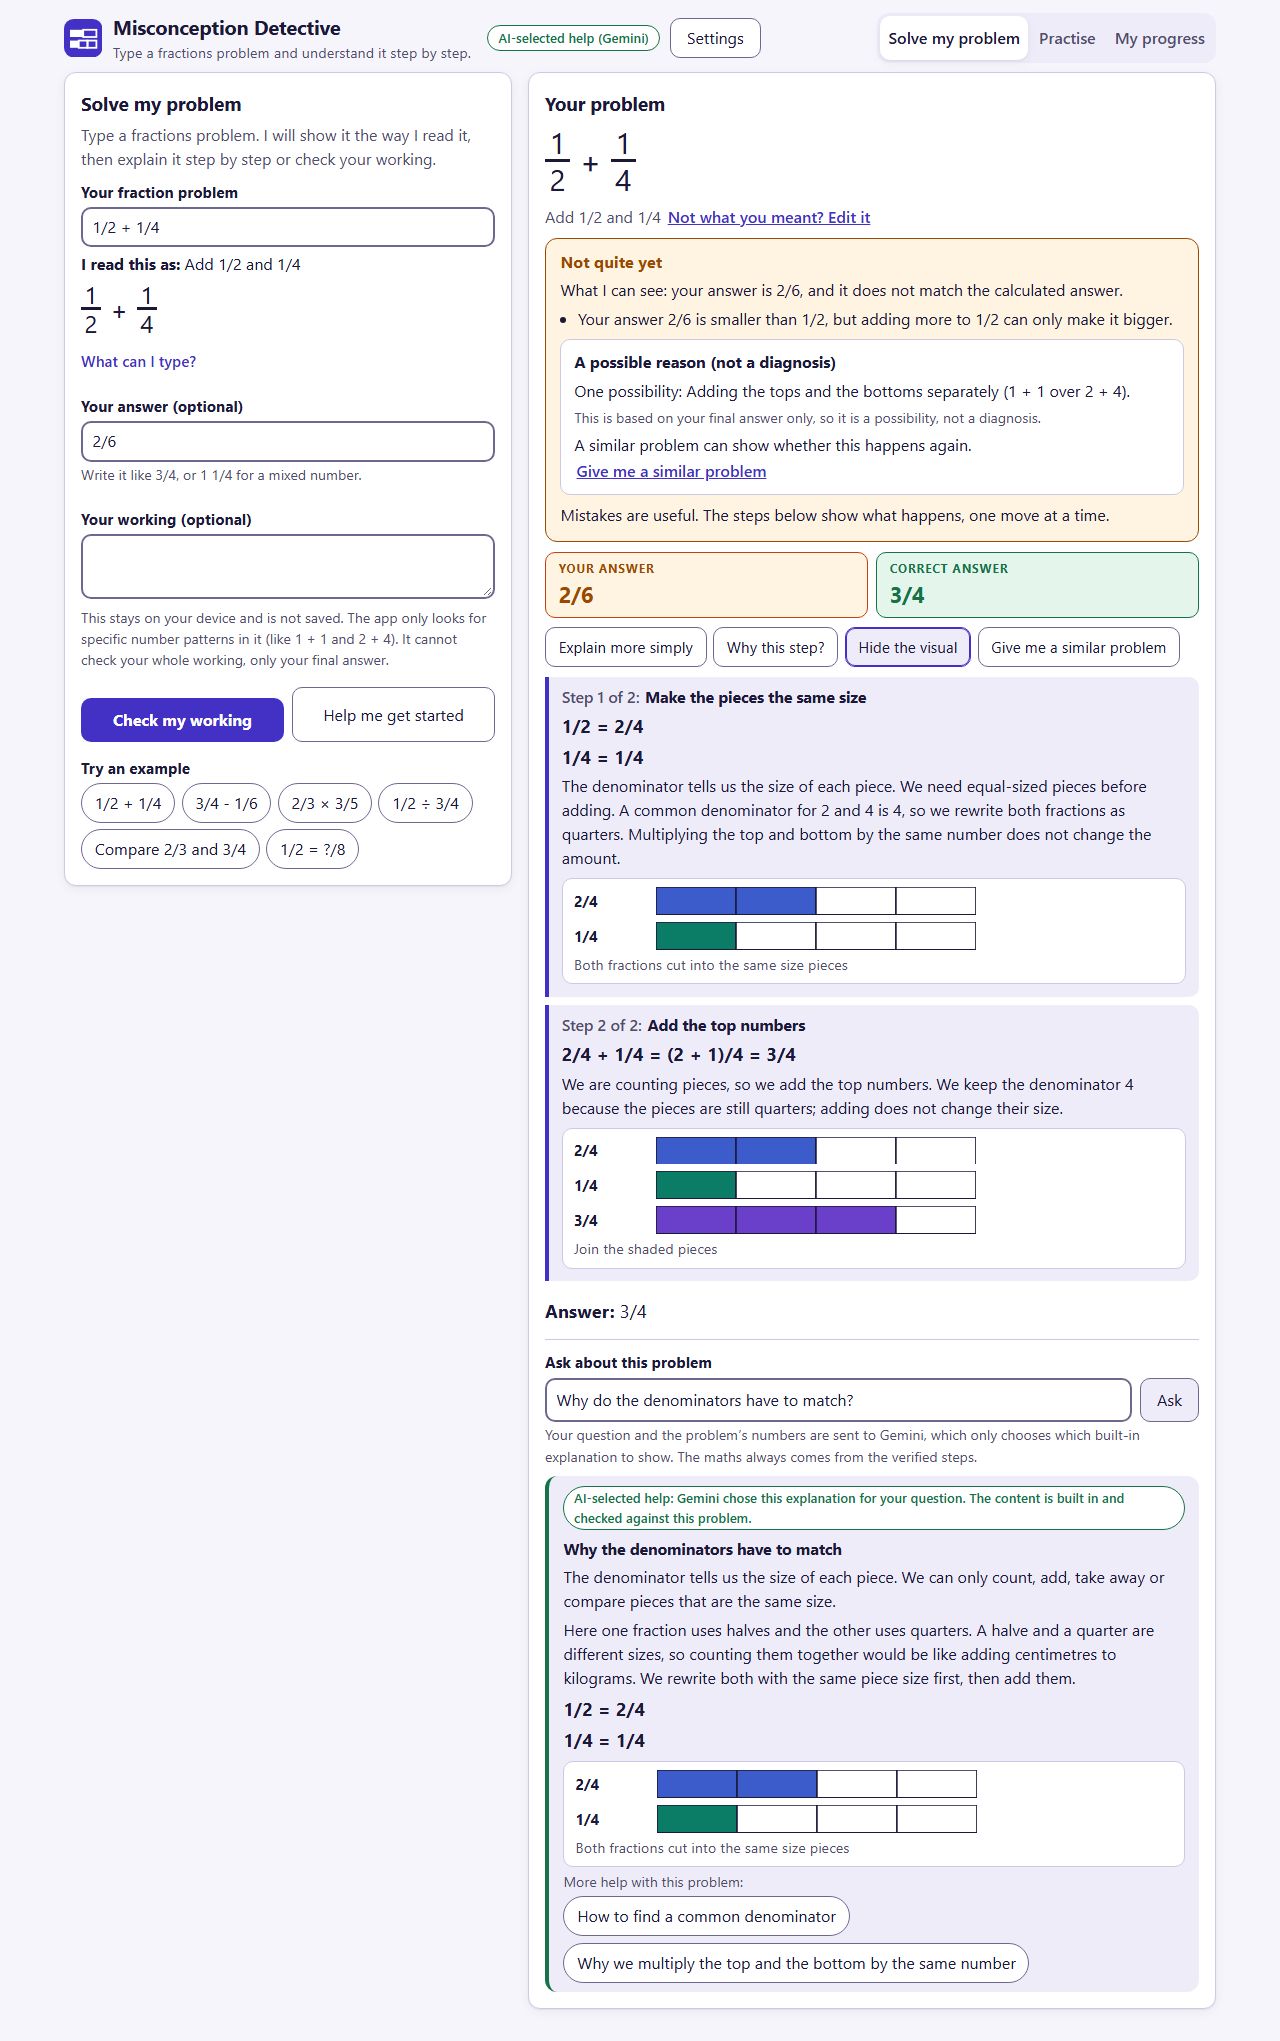 Misconception Detective
Type a fractions problem and understand it step by step.
AI-selected help (Gemini)
Settings
Solve my problem
Practise
My progress
Solve my problem
Type a fractions problem. I will show it the way I read it,
then explain it step by step or check your working.
Your fraction problem
1/2 + 1/4
I read this as: Add 1/2 and 1/4
1/2 + 1/4
What can I type?
Your answer (optional)
2/6
Write it like 3/4, or 1 1/4 for a mixed number.
Your working (optional)
This stays on your device and is not saved. The app only looks for
specific number patterns in it (like 1 + 1 and 2 + 4). It cannot
check your whole working, only your final answer.
Check my working
Help me get started
Try an example
1/2 + 1/4
3/4 - 1/6
2/3 × 3/5
1/2 ÷ 3/4
Compare 2/3 and 3/4
1/2 = ?/8
Your problem
1/2 + 1/4
Add 1/2 and 1/4 Not what you meant? Edit it
Not quite yet
What I can see: your answer is 2/6, and it does not match the calculated answer.
• Your answer 2/6 is smaller than 1/2, but adding more to 1/2 can only make it bigger.
A possible reason (not a diagnosis)
One possibility: Adding the tops and the bottoms separately (1 + 1 over 2 + 4).
This is based on your final answer only, so it is a possibility, not a diagnosis.
A similar problem can show whether this happens again.
Give me a similar problem
Mistakes are useful. The steps below show what happens, one move at a time.
YOUR ANSWER
2/6
CORRECT ANSWER
3/4
Explain more simply
Why this step?
Hide the visual
Give me a similar problem
Step 1 of 2: Make the pieces the same size
1/2 = 2/4
1/4 = 1/4
The denominator tells us the size of each piece. We need equal-sized pieces before
adding. A common denominator for 2 and 4 is 4, so we rewrite both fractions as
quarters. Multiplying the top and bottom by the same number does not change the
amount.
2/4
1/4
Both fractions cut into the same size pieces
Step 2 of 2: Add the top numbers
2/4 + 1/4 = (2 + 1)/4 = 3/4
We are counting pieces, so we add the top numbers. We keep the denominator 4
because the pieces are still quarters; adding does not change their size.
2/4
1/4
3/4
Join the shaded pieces
Answer: 3/4
Ask about this problem
Why do the denominators have to match?
Ask
Your question and the problem's numbers are sent to Gemini, which only chooses which built-in
explanation to show. The maths always comes from the verified steps.
AI-selected help: Gemini chose this explanation for your question. The content is built in and
checked against this problem.
Why the denominators have to match
The denominator tells us the size of each piece. We can only count, add, take away or
compare pieces that are the same size.
Here one fraction uses halves and the other uses quarters. A halve and a quarter are
different sizes, so counting them together would be like adding centimetres to
kilograms. We rewrite both with the same piece size first, then add them.
1/2 = 2/4
1/4 = 1/4
2/4
1/4
Both fractions cut into the same size pieces
More help with this problem:
How to find a common denominator
Why we multiply the top and the bottom by the same number